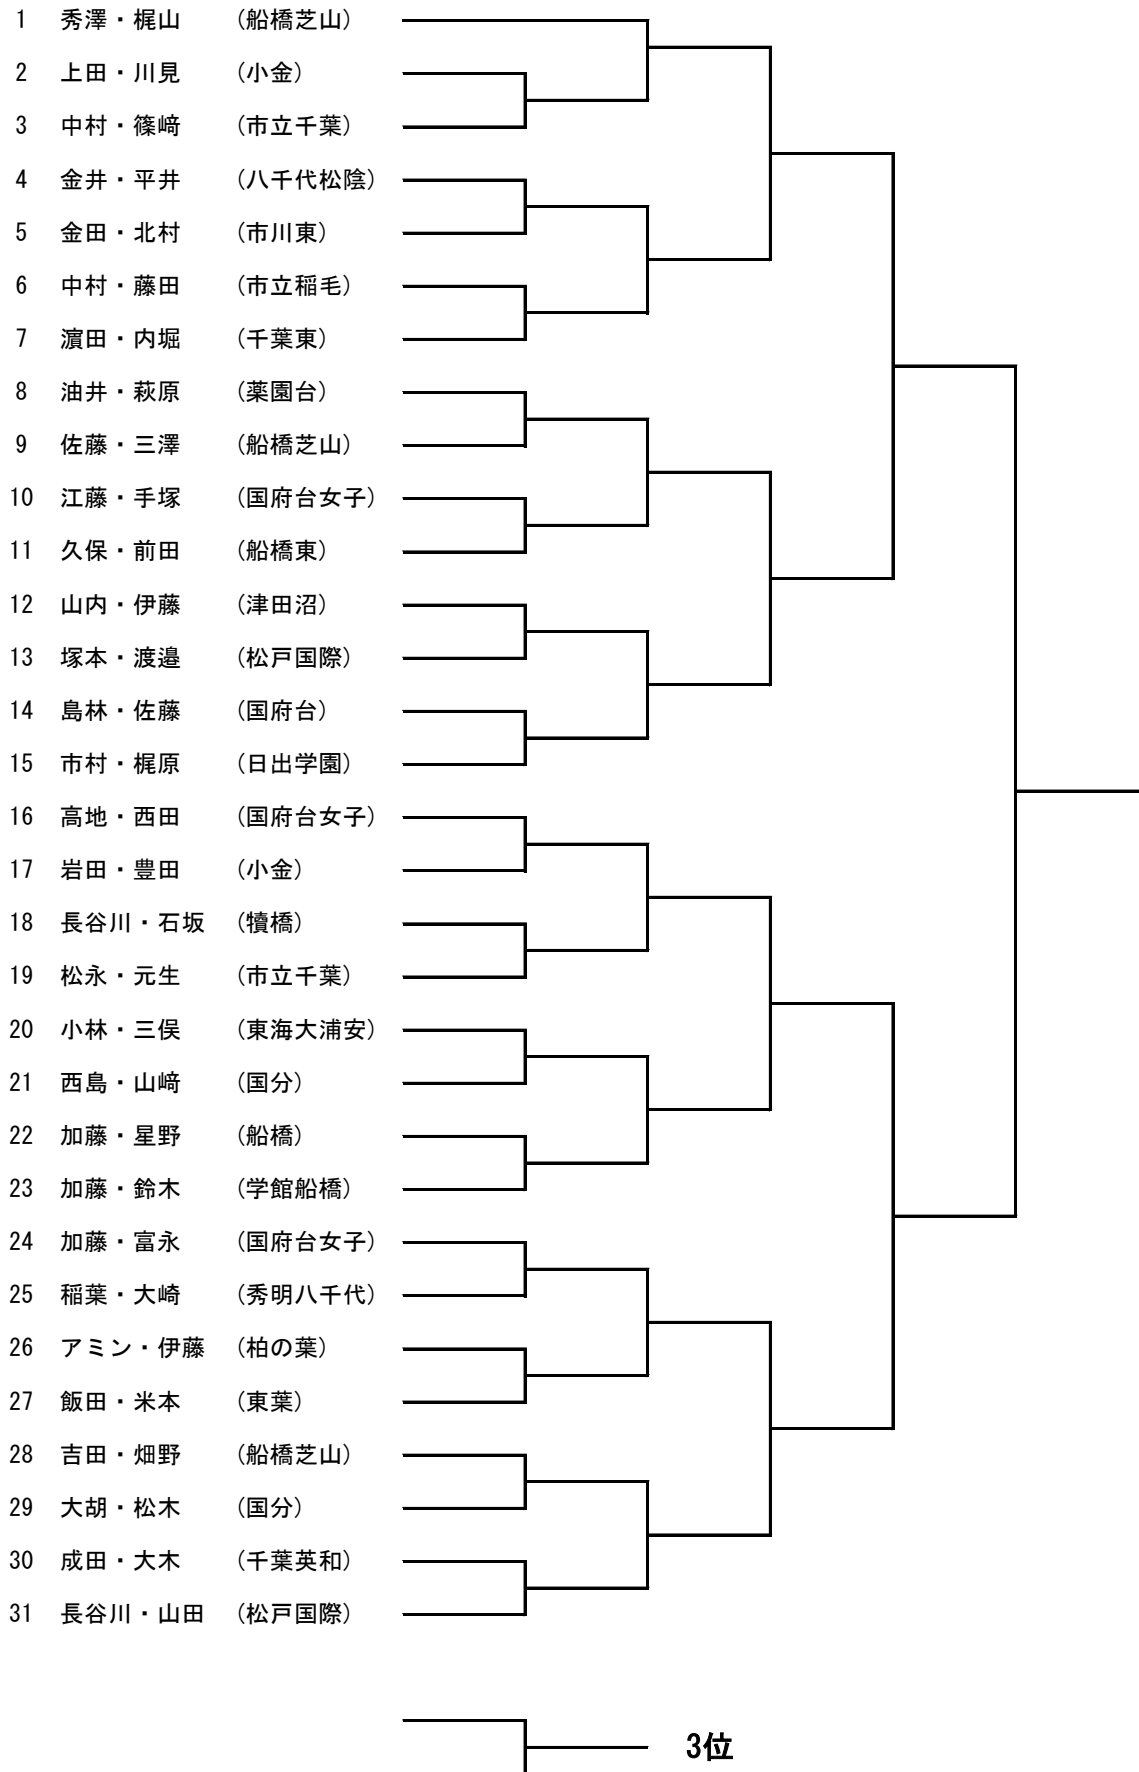 1 秀澤・梶山 (船橋芝山)
2 上田・川見 (小金)
3 中村・篠﨑 (市立千葉)
4 金井・平井 (八千代松陰)
5 金田・北村 (市川東)
6 中村・藤田 (市立稲毛)
7 濵田・内堀 (千葉東)
8 油井・萩原 (薬園台)
9 佐藤・三澤 (船橋芝山)
10 江藤・手塚 (国府台女子)
11 久保・前田 (船橋東)
12 山内・伊藤 (津田沼)
13 塚本・渡邉 (松戸国際)
14 島林・佐藤 (国府台)
15 市村・梶原 (日出学園)
16 高地・西田 (国府台女子)
17 岩田・豊田 (小金)
18 長谷川・石坂 (犢橋)
19 松永・元生 (市立千葉)
20 小林・三俣 (東海大浦安)
21 西島・山﨑 (国分)
22 加藤・星野 (船橋)
23 加藤・鈴木 (学館船橋)
24 加藤・富永 (国府台女子)
25 稲葉・大崎 (秀明八千代)
26 アミン・伊藤 (柏の葉)
27 飯田・米本 (東葉)
28 吉田・畑野 (船橋芝山)
29 大胡・松木 (国分)
30 成田・大木 (千葉英和)
31 長谷川・山田 (松戸国際)
3位